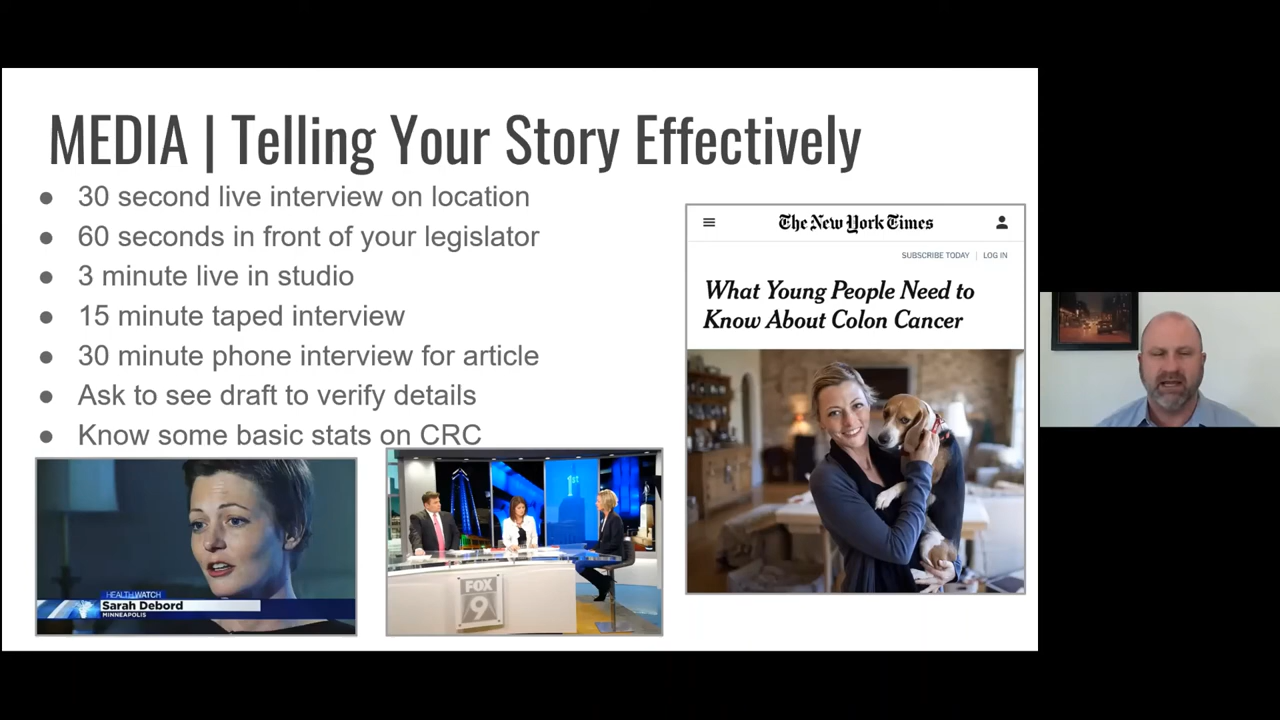 MEDIA | Telling Your Story Effectively
● 30 second live interview on location
● 60 seconds in front of your legislator
● 3 minute live in studio
● 15 minute taped interview
● 30 minute phone interview for article
● Ask to see draft to verify details
● Know some basic stats on CRC
The New York Times
SUBSCRIBE TODAY | LOG IN
What Young People Need to
Know About Colon Cancer
HEALTHWATCH
Sarah Debord
MINNEAPOLIS
1st
FOX
9